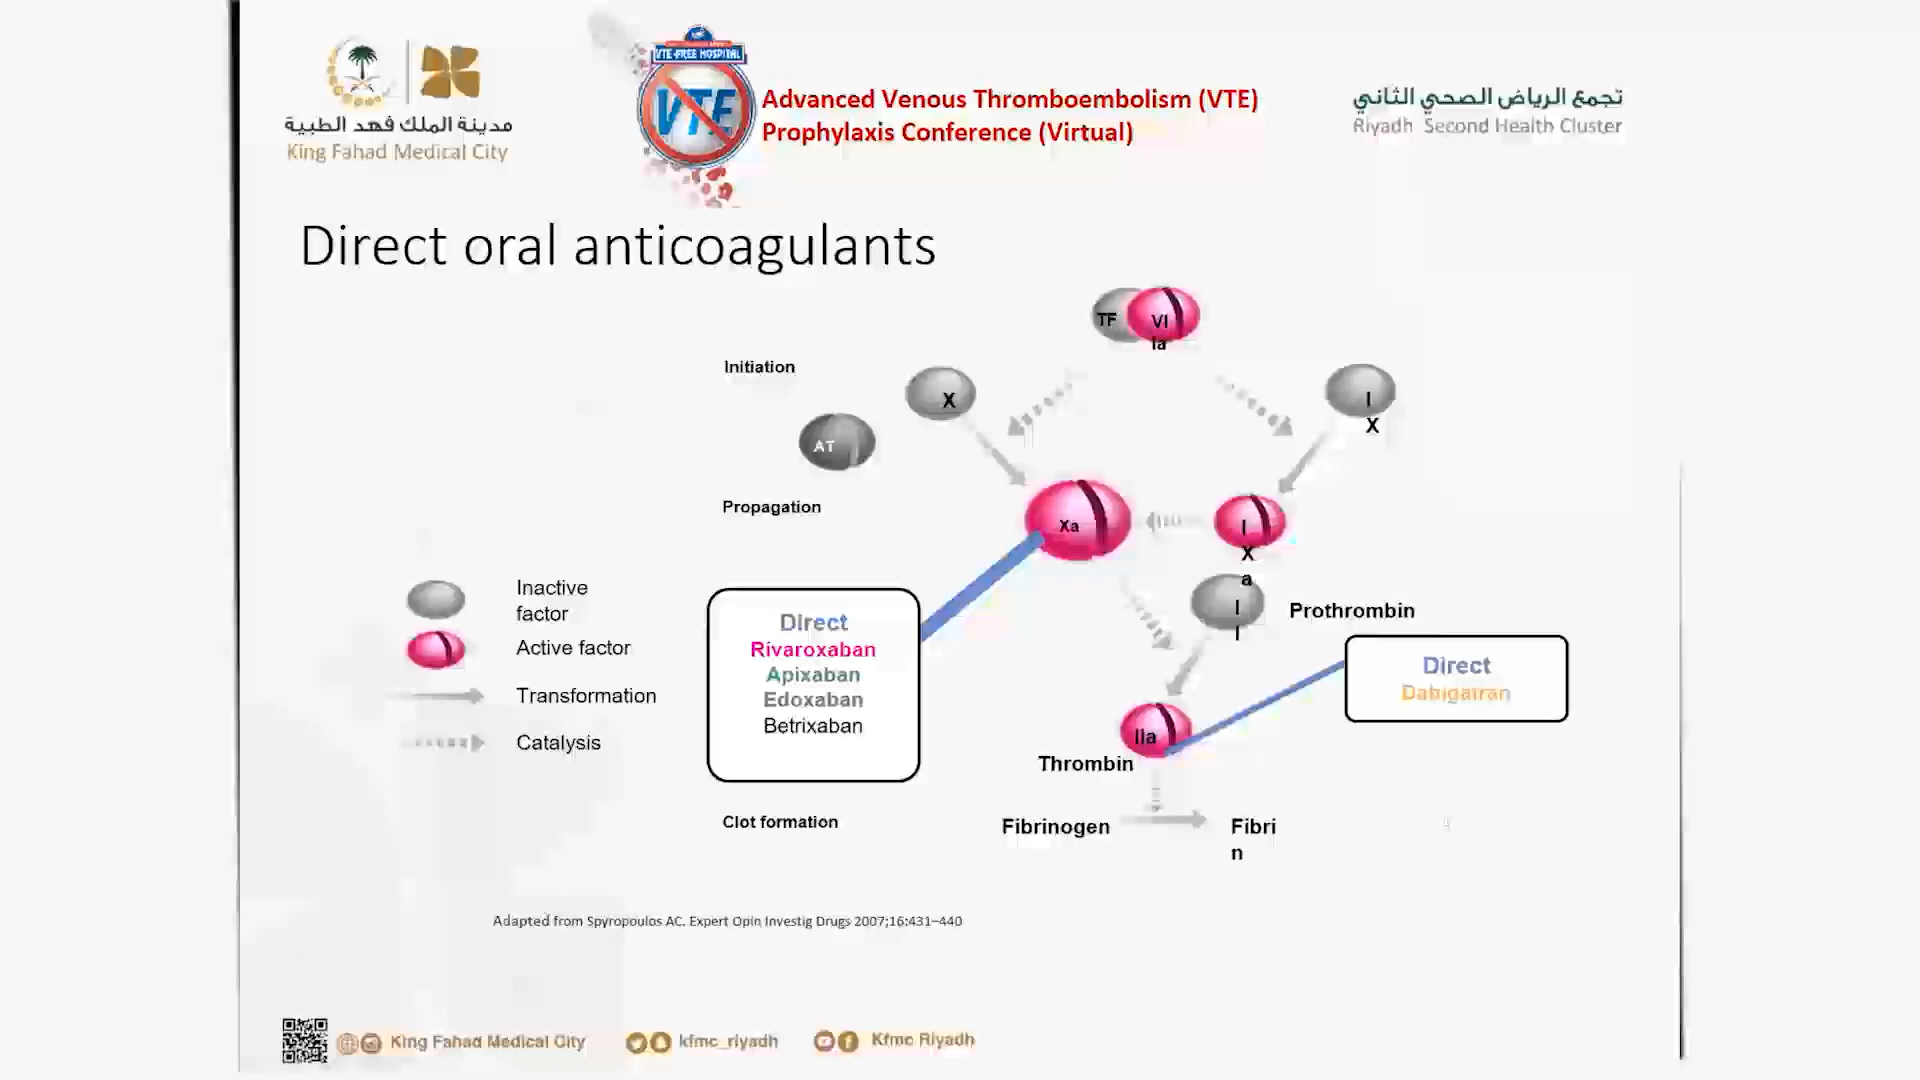 مدينة الملك فهد الطبية
King Fahad Medical City
VTE-FREE HOSPITAL
VTE
Advanced Venous Thromboembolism (VTE)
Prophylaxis Conference (Virtual)
تجمع الرياض الصحي الثاني
Riyadh Second Health Cluster
Direct oral anticoagulants
TF
VI
Ia
Initiation
X
I
X
AT
Propagation
Xa
I
X
a
Inactive
factor
Active factor
Transformation
Catalysis
Direct
Rivaroxaban
Apixaban
Edoxaban
Betrixaban
I
I
Prothrombin
Direct
Dabigatran
IIa
Thrombin
Clot formation
Fibrinogen
Fibri
n
Adapted from Spyropoulos AC. Expert Opin Investig Drugs 2007;16:431–440
King Fahad Medical City
kfmc_riyadh
Kfmc Riyadh